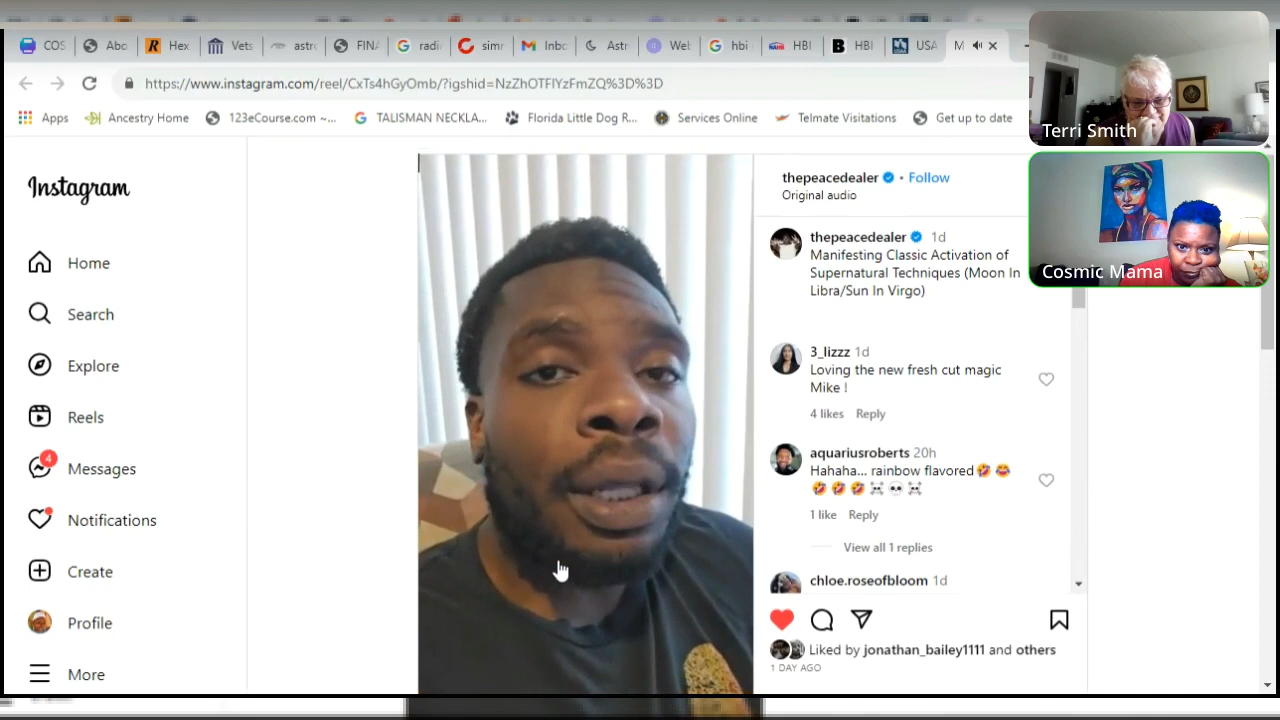 COS
Abc
Hex
Vets
astro
FINA
radi
simr
Inbc
Astr
Wel
hbi
HBI
HBI
USA
M
https://www.instagram.com/reel/CxTs4hGyOmb/?igshid=NzZhOTFlYzFmZQ%3D%3D
Apps
Ancestry Home
123eCourse.com ~...
TALISMAN NECKLA...
Florida Little Dog R...
Services Online
Telmate Visitations
Get up to date
Terri Smith
Cosmic Mama
Instagram
Home
Search
Explore
Reels
4
Messages
Notifications
Create
Profile
More
thepeacedealer • Follow
Original audio
thepeacedealer 1d
Manifesting Classic Activation of
Supernatural Techniques (Moon In
Libra/Sun In Virgo)
3_lizzz 1d
Loving the new fresh cut magic
Mike !
4 likes Reply
aquariusroberts 20h
Hahaha... rainbow flavored🤣😂
🤣🤣🤣☠️💀☠️
1 like Reply
View all 1 replies
chloe.roseofbloom 1d
Liked by jonathan_bailey1111 and others
1 DAY AGO